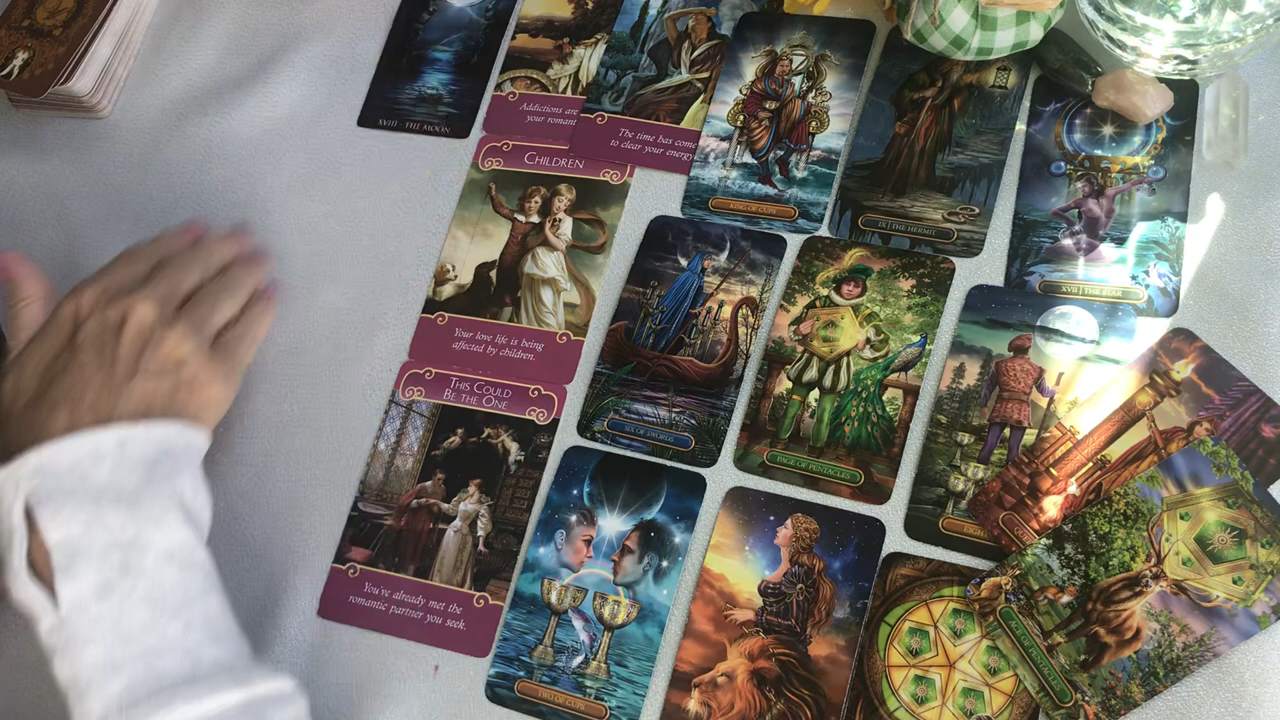 XVIII · THE MOON
Addictions are
your roman
The time has come
to clear your energy
KING OF CUPS
IX | THE HERMIT
XVII | THE STAR
CHILDREN
Your love life is being
affected by children.
SIX OF SWORDS
PAGE OF PENTACLES
THIS COULD
BE THE ONE
You've already met the
romantic partner you seek.
TWO OF CUPS
ACE OF PENTACLES